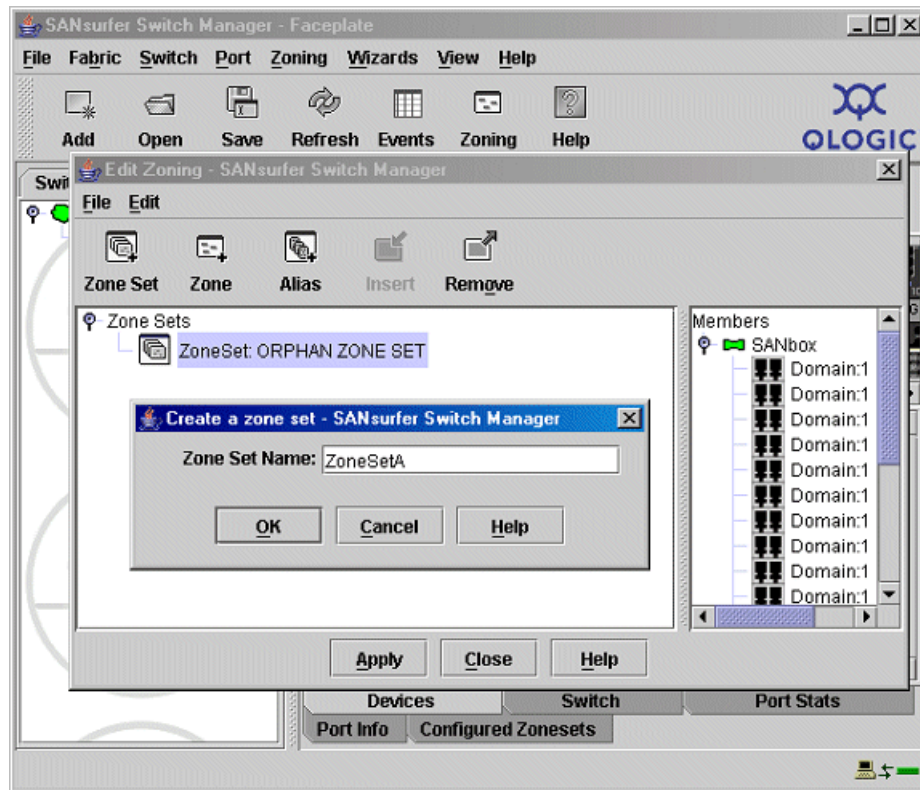 SANsurfer Switch Manager - Faceplate
File Fabric Switch Port Zoning Wizards View Help
Add Open Save Refresh Events Zoning Help
QLOGIC
Edit Zoning - SANsurfer Switch Manager
File Edit
Zone Set Zone Alias Insert Remove
Zone Sets
ZoneSet: ORPHAN ZONE SET
Create a zone set - SANsurfer Switch Manager
Zone Set Name: ZoneSetA
OK Cancel Help
Members
SANbox
Domain:1
Domain:1
Domain:1
Domain:1
Domain:1
Domain:1
Domain:1
Domain:1
Domain:1
Domain:1
Apply Close Help
Devices Switch Port Stats
Port Info Configured Zonesets